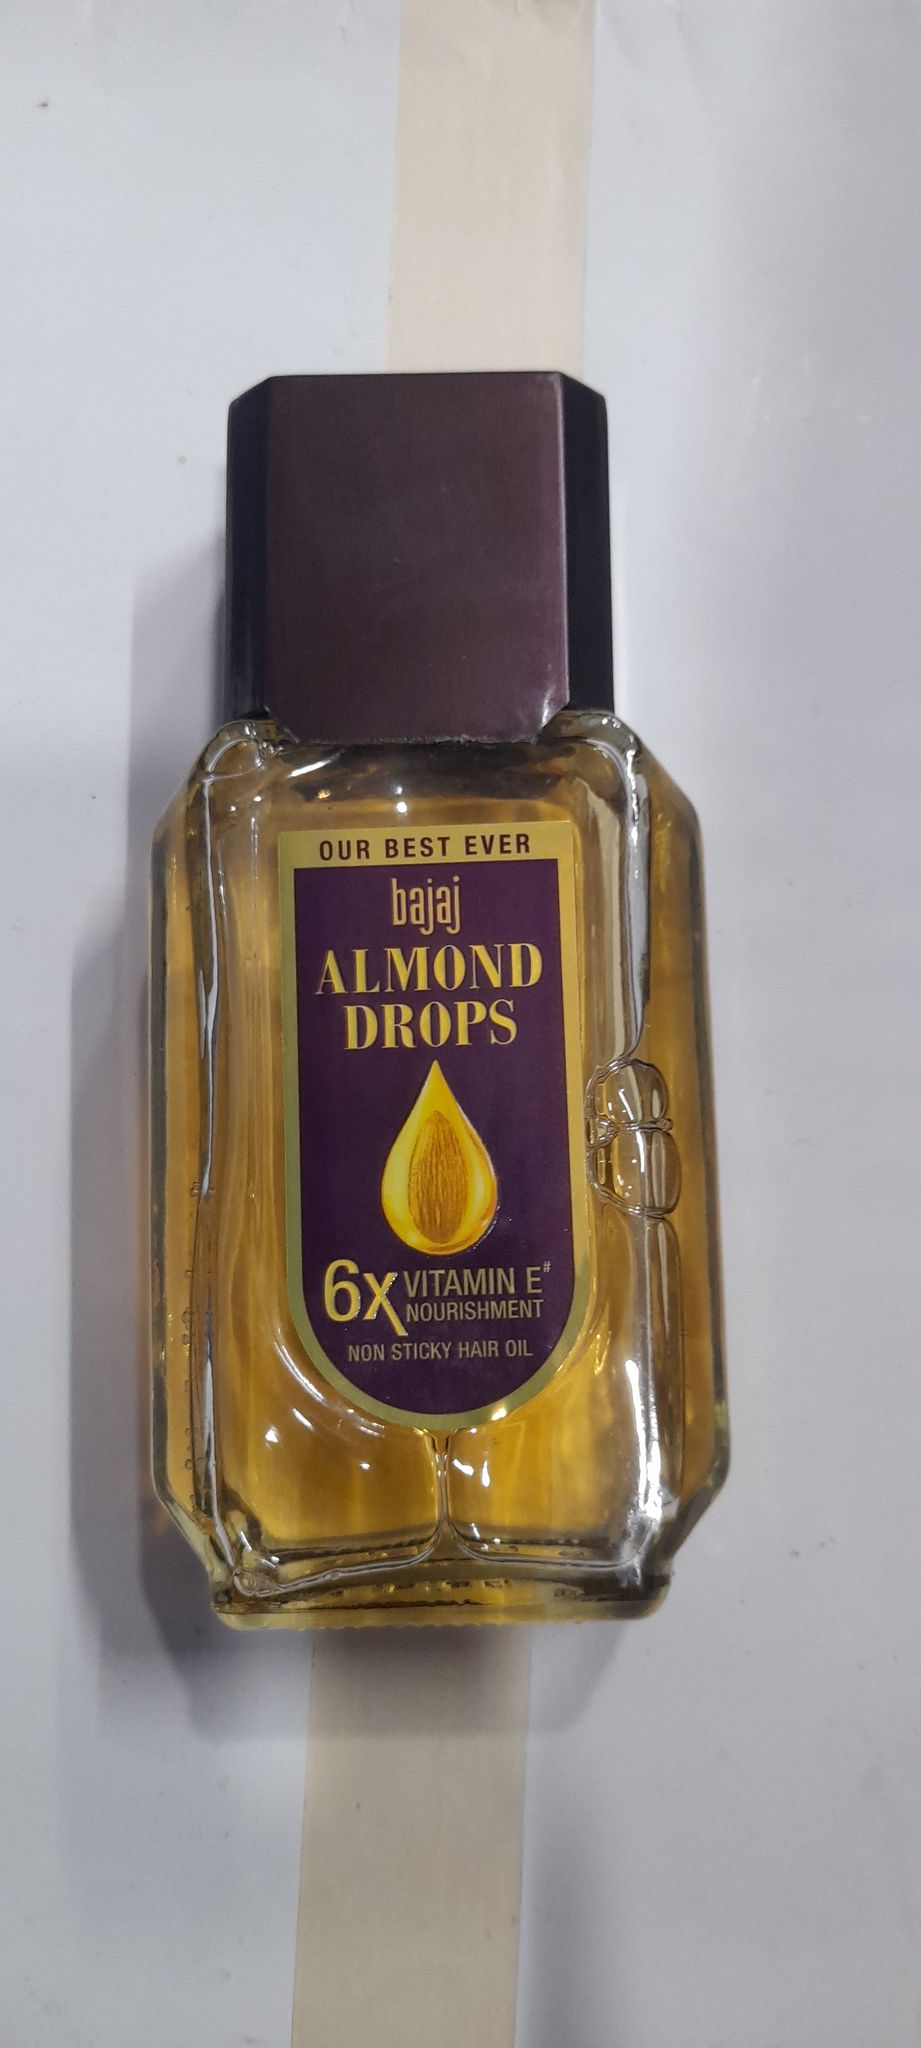 OUR BEST EVER
bajaj
ALMOND
DROPS
6x VITAMIN E#
NOURISHMENT
NON STICKY HAIR OIL